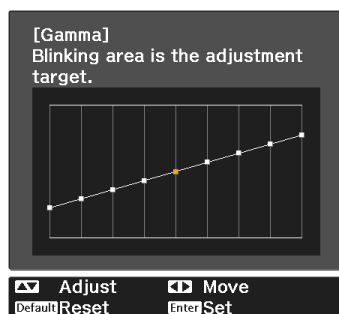 [Gamma]
Blinking area is the adjustment
target.
Adjust Move
Default Reset Enter Set